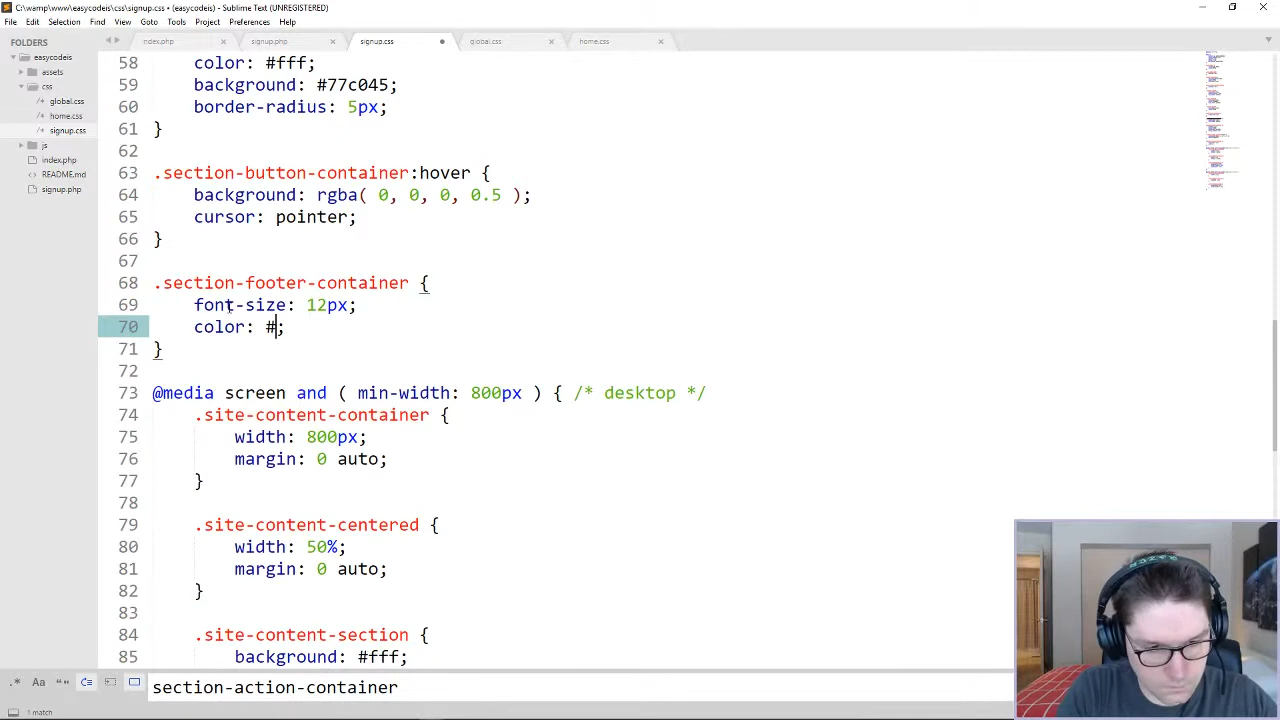 C:\wamp\www\easycodeis\css\signup.css • (easycodeis) - Sublime Text (UNREGISTERED)
File Edit Selection Find View Goto Tools Project Preferences Help
FOLDERS
easycodeis
assets
css
global.css
home.css
signup.css
js
index.php
README.md
signup.php
index.php signup.php signup.css global.css home.css
58 color: #fff;
59 background: #77c045;
60 border-radius: 5px;
61 }
62
63 .section-button-container:hover {
64 background: rgba( 0, 0, 0, 0.5 );
65 cursor: pointer;
66 }
67
68 .section-footer-container {
69 font-size: 12px;
70 color: #;
71 }
72
73 @media screen and ( min-width: 800px ) { /* desktop */
74 .site-content-container {
75 width: 800px;
76 margin: 0 auto;
77 }
78
79 .site-content-centered {
80 width: 50%;
81 margin: 0 auto;
82 }
83
84 .site-content-section {
85 background: #fff;
section-action-container
1 match